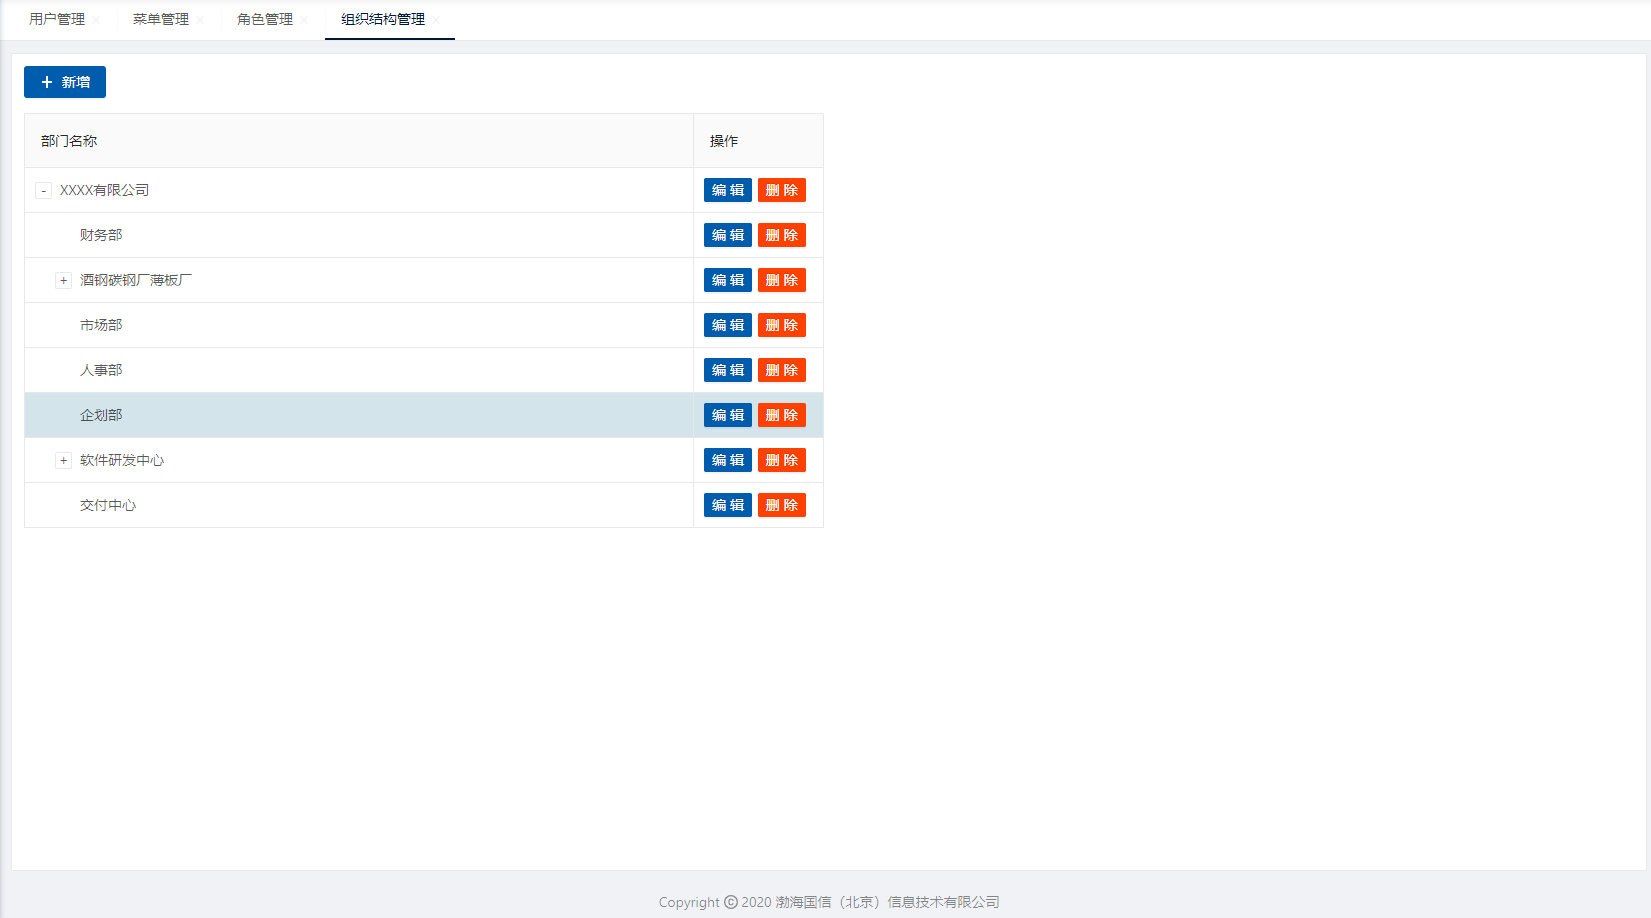 用户管理 菜单管理 角色管理 组织结构管理
+ 新增
部门名称 操作
- XXXX有限公司 编 辑 删 除
财务部 编 辑 删 除
+ 酒钢碳钢厂薄板厂 编 辑 删 除
市场部 编 辑 删 除
人事部 编 辑 删 除
企划部 编 辑 删 除
+ 软件研发中心 编 辑 删 除
交付中心 编 辑 删 除
Copyright © 2020 渤海国信（北京）信息技术有限公司